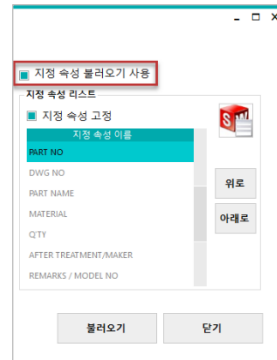 지정 속성 불러오기 사용
지정 속성 리스트
지정 속성 고정
지정 속성 이름
PART NO
DWG NO
PART NAME
MATERIAL
Q'TY
AFTER TREATMENT/MAKER
REMARKS / MODEL NO
SW
위로
아래로
불러오기
닫기